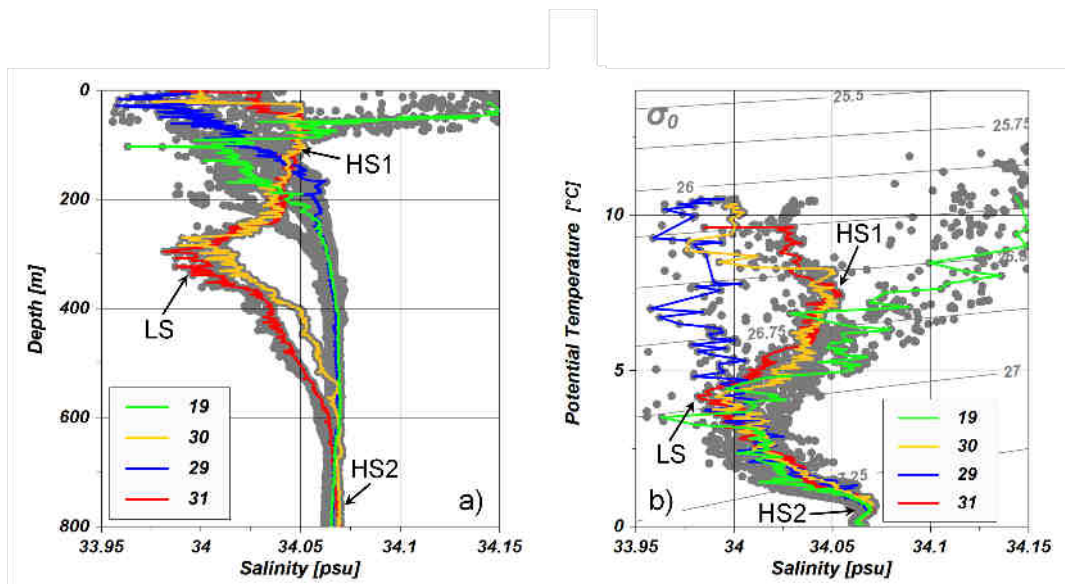 0
200
400
600
800
Depth [m]
HS1
LS
HS2
19
30
29
31
a)
33.95
34
34.05
34.1
34.15
Salinity [psu]
σ0
25.5
25.75
26
26.75
27
10
5
0
Potential Temperature [°C]
HS1
LS
HS2
19
30
29
31
b)
33.95
34
34.05
34.1
34.15
Salinity [psu]